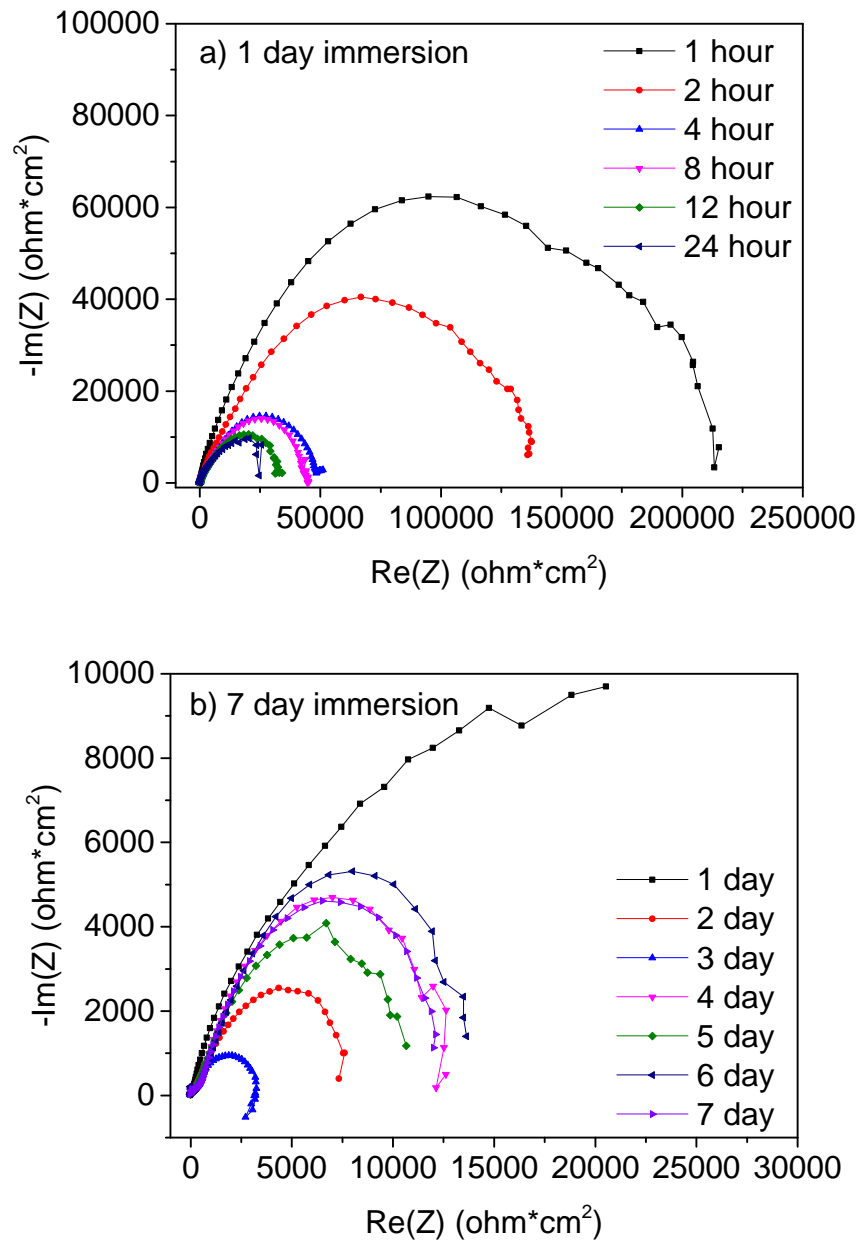 a) 1 day immersion
1 hour
2 hour
4 hour
8 hour
12 hour
24 hour
100000
80000
60000
40000
20000
0
-Im(Z) (ohm*cm²)
0 50000 100000 150000 200000 250000
Re(Z) (ohm*cm²)
b) 7 day immersion
10000
8000
6000
4000
2000
0
-Im(Z) (ohm*cm²)
1 day
2 day
3 day
4 day
5 day
6 day
7 day
0 5000 10000 15000 20000 25000 30000
Re(Z) (ohm*cm²)